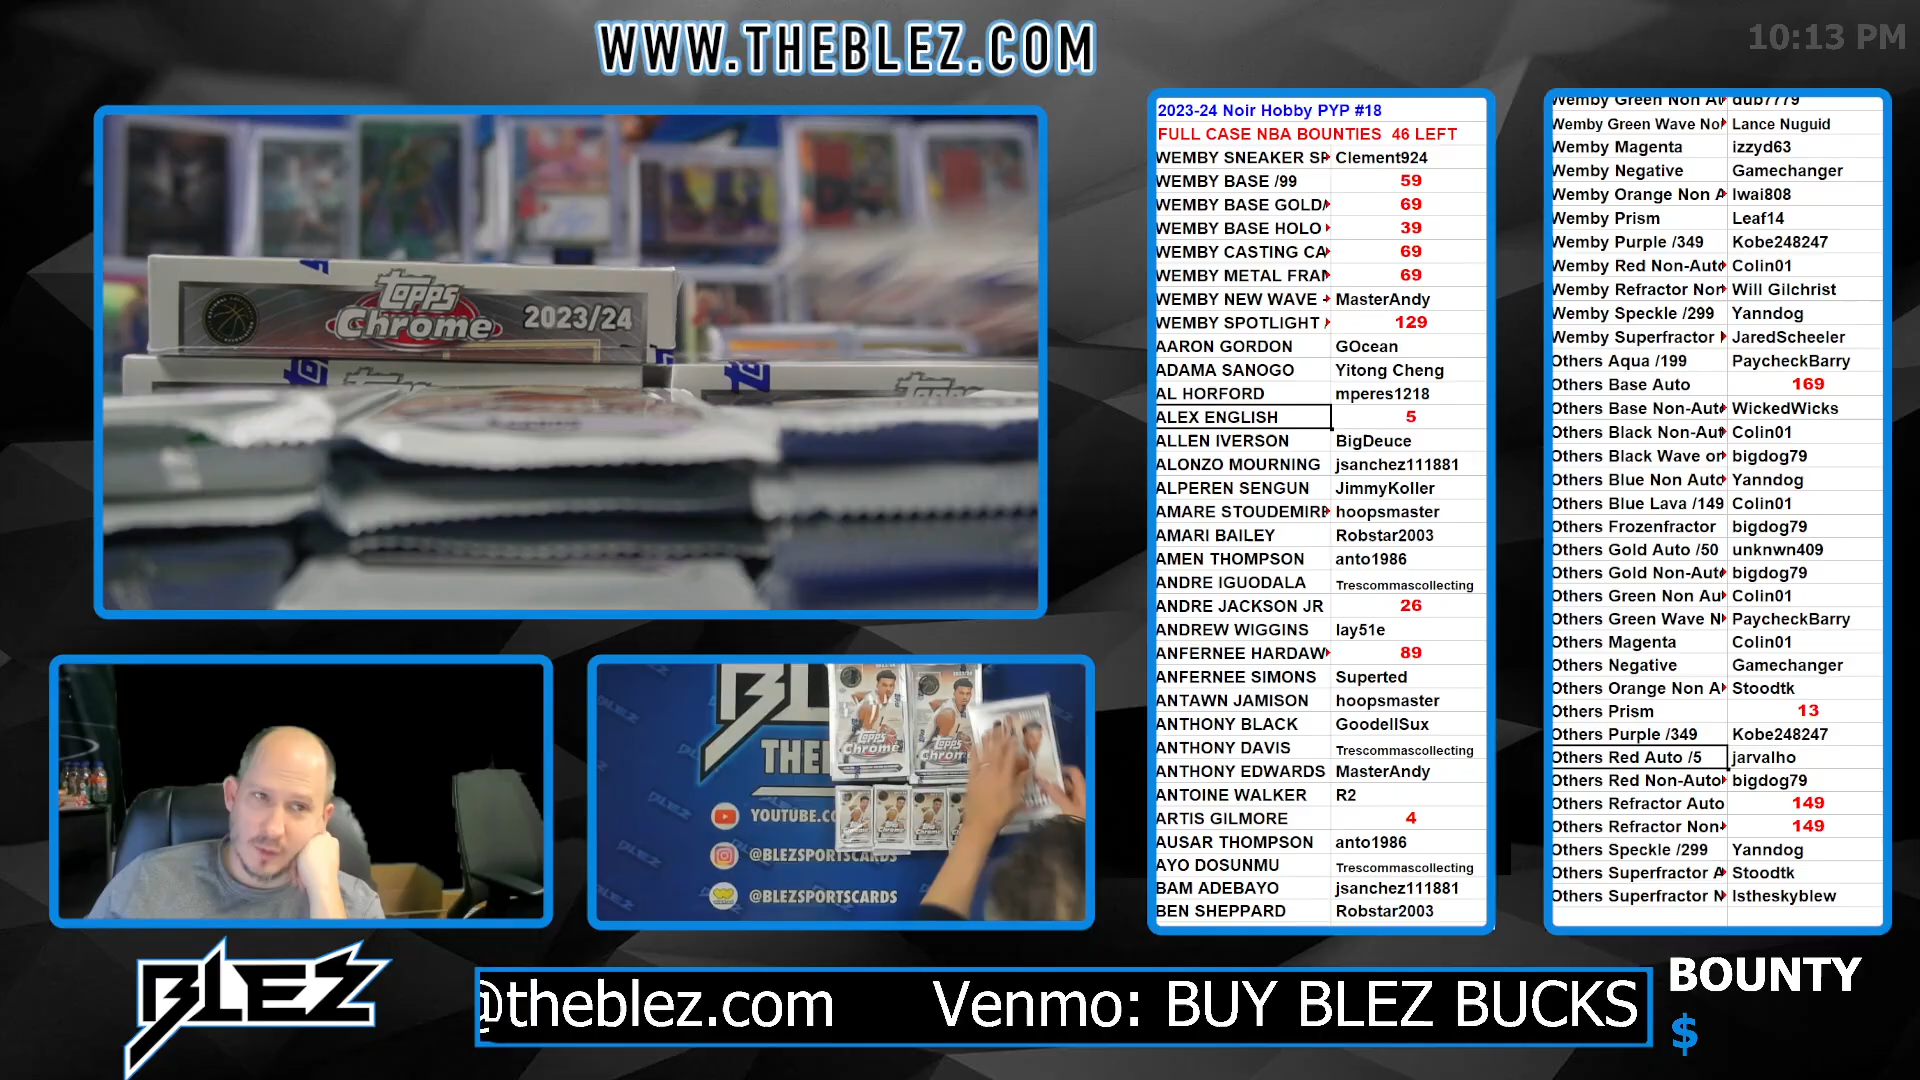 WWW.THEBLEZ.COM
10:13 PM
Topps
Chrome
2023/24
BLEZ
THE
YOUTUBE.CO
@BLEZSPORTSCARDS
@BLEZSPORTSCARDS
2023-24 Noir Hobby PYP #18
FULL CASE NBA BOUNTIES 46 LEFT
WEMBY SNEAKER SP Clement924
WEMBY BASE /99 59
WEMBY BASE GOLD/ 69
WEMBY BASE HOLO 39
WEMBY CASTING CA 69
WEMBY METAL FRAM 69
WEMBY NEW WAVE - MasterAndy
WEMBY SPOTLIGHT 129
AARON GORDON GOcean
ADAMA SANOGO Yitong Cheng
AL HORFORD mperes1218
ALEX ENGLISH 5
ALLEN IVERSON BigDeuce
ALONZO MOURNING jsanchez111881
ALPEREN SENGUN JimmyKoller
AMARE STOUDEMIRE hoopsmaster
AMARI BAILEY Robstar2003
AMEN THOMPSON anto1986
ANDRE IGUODALA Trescommascollecting
ANDRE JACKSON JR 26
ANDREW WIGGINS lay51e
ANFERNEE HARDAW 89
ANFERNEE SIMONS Superted
ANTAWN JAMISON hoopsmaster
ANTHONY BLACK GoodellSux
ANTHONY DAVIS Trescommascollecting
ANTHONY EDWARDS MasterAndy
ANTOINE WALKER R2
ARTIS GILMORE 4
AUSAR THOMPSON anto1986
AYO DOSUNMU Trescommascollecting
BAM ADEBAYO jsanchez111881
BEN SHEPPARD Robstar2003
Wemby Green Non Au dub7779
Wemby Green Wave No Lance Nuguid
Wemby Magenta izzyd63
Wemby Negative Gamechanger
Wemby Orange Non A lwai808
Wemby Prism Leaf14
Wemby Purple /349 Kobe248247
Wemby Red Non-Auto Colin01
Wemby Refractor Non Will Gilchrist
Wemby Speckle /299 Yanndog
Wemby Superfractor JaredScheeler
Others Aqua /199 PaycheckBarry
Others Base Auto 169
Others Base Non-Auto WickedWicks
Others Black Non-Aut Colin01
Others Black Wave or bigdog79
Others Blue Non Auto Yanndog
Others Blue Lava /149 Colin01
Others Frozenfractor bigdog79
Others Gold Auto /50 unknwn409
Others Gold Non-Auto bigdog79
Others Green Non Au Colin01
Others Green Wave N PaycheckBarry
Others Magenta Colin01
Others Negative Gamechanger
Others Orange Non A Stoodtk
Others Prism 13
Others Purple /349 Kobe248247
Others Red Auto /5 jarvalho
Others Red Non-Auto bigdog79
Others Refractor Auto 149
Others Refractor Non- 149
Others Speckle /299 Yanndog
Others Superfractor A Stoodtk
Others Superfractor N Istheskyblew
BLEZ
@theblez.com Venmo: BUY BLEZ BUCKS
BOUNTY
$